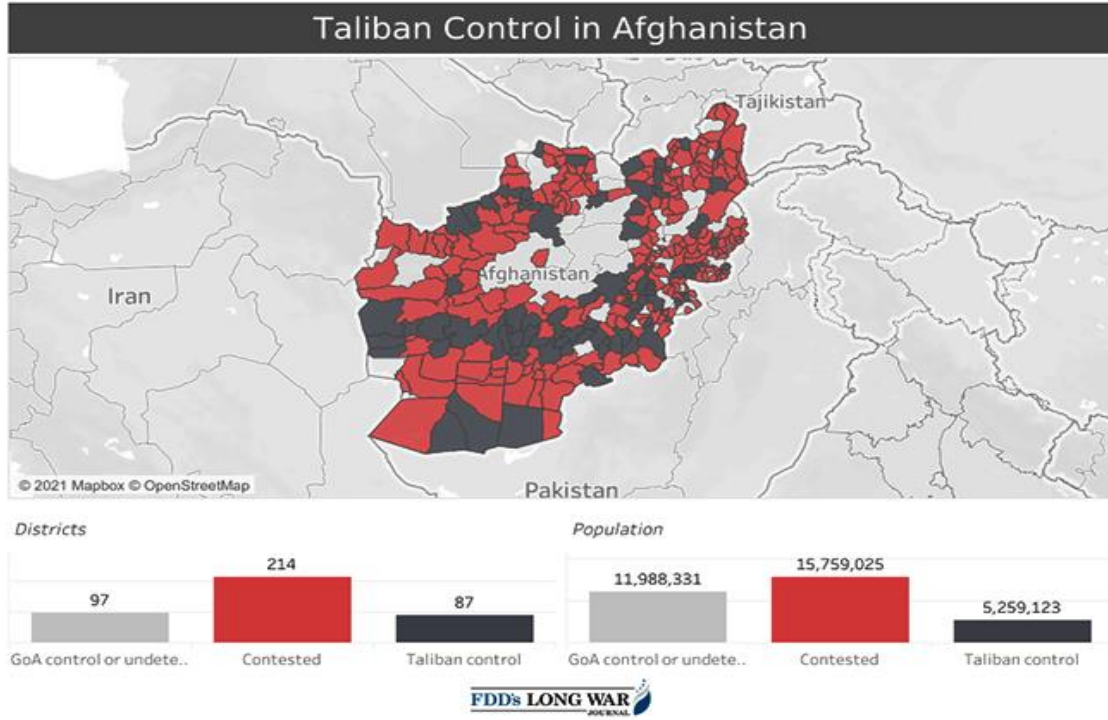 Taliban Control in Afghanistan
Tajikistan
Afghanistan
Iran
Pakistan
© 2021 Mapbox © OpenStreetMap
Districts
97
214
87
GoA control or undete..
Contested
Taliban control
Population
11,988,331
15,759,025
5,259,123
GoA control or undete..
Contested
Taliban control
FDD's LONG WAR
JOURNAL